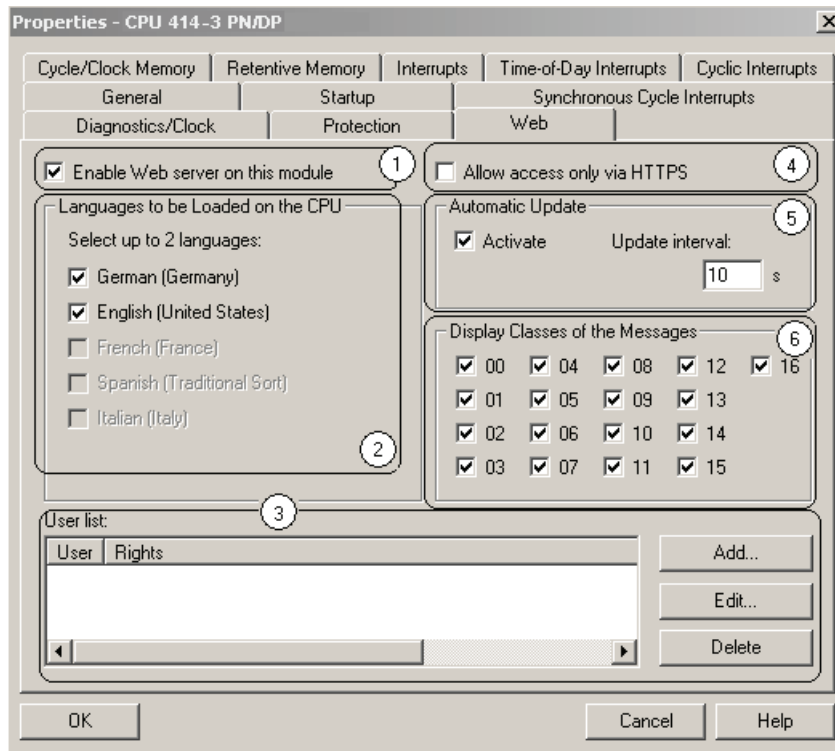 Properties - CPU 414-3 PN/DP
Cycle/Clock Memory Retentive Memory Interrupts Time-of-Day Interrupts Cyclic Interrupts
General Startup Synchronous Cycle Interrupts
Diagnostics/Clock Protection Web
Enable Web server on this module 1
Allow access only via HTTPS 4
Languages to be Loaded on the CPU
Select up to 2 languages:
German (Germany)
English (United States)
French (France)
Spanish (Traditional Sort)
Italian (Italy)
2
Automatic Update 5
Activate Update interval:
10 s
Display Classes of the Messages 6
00 04 08 12 16
01 05 09 13
02 06 10 14
03 07 11 15
3
User list:
User Rights
Add...
Edit...
Delete
OK Cancel Help